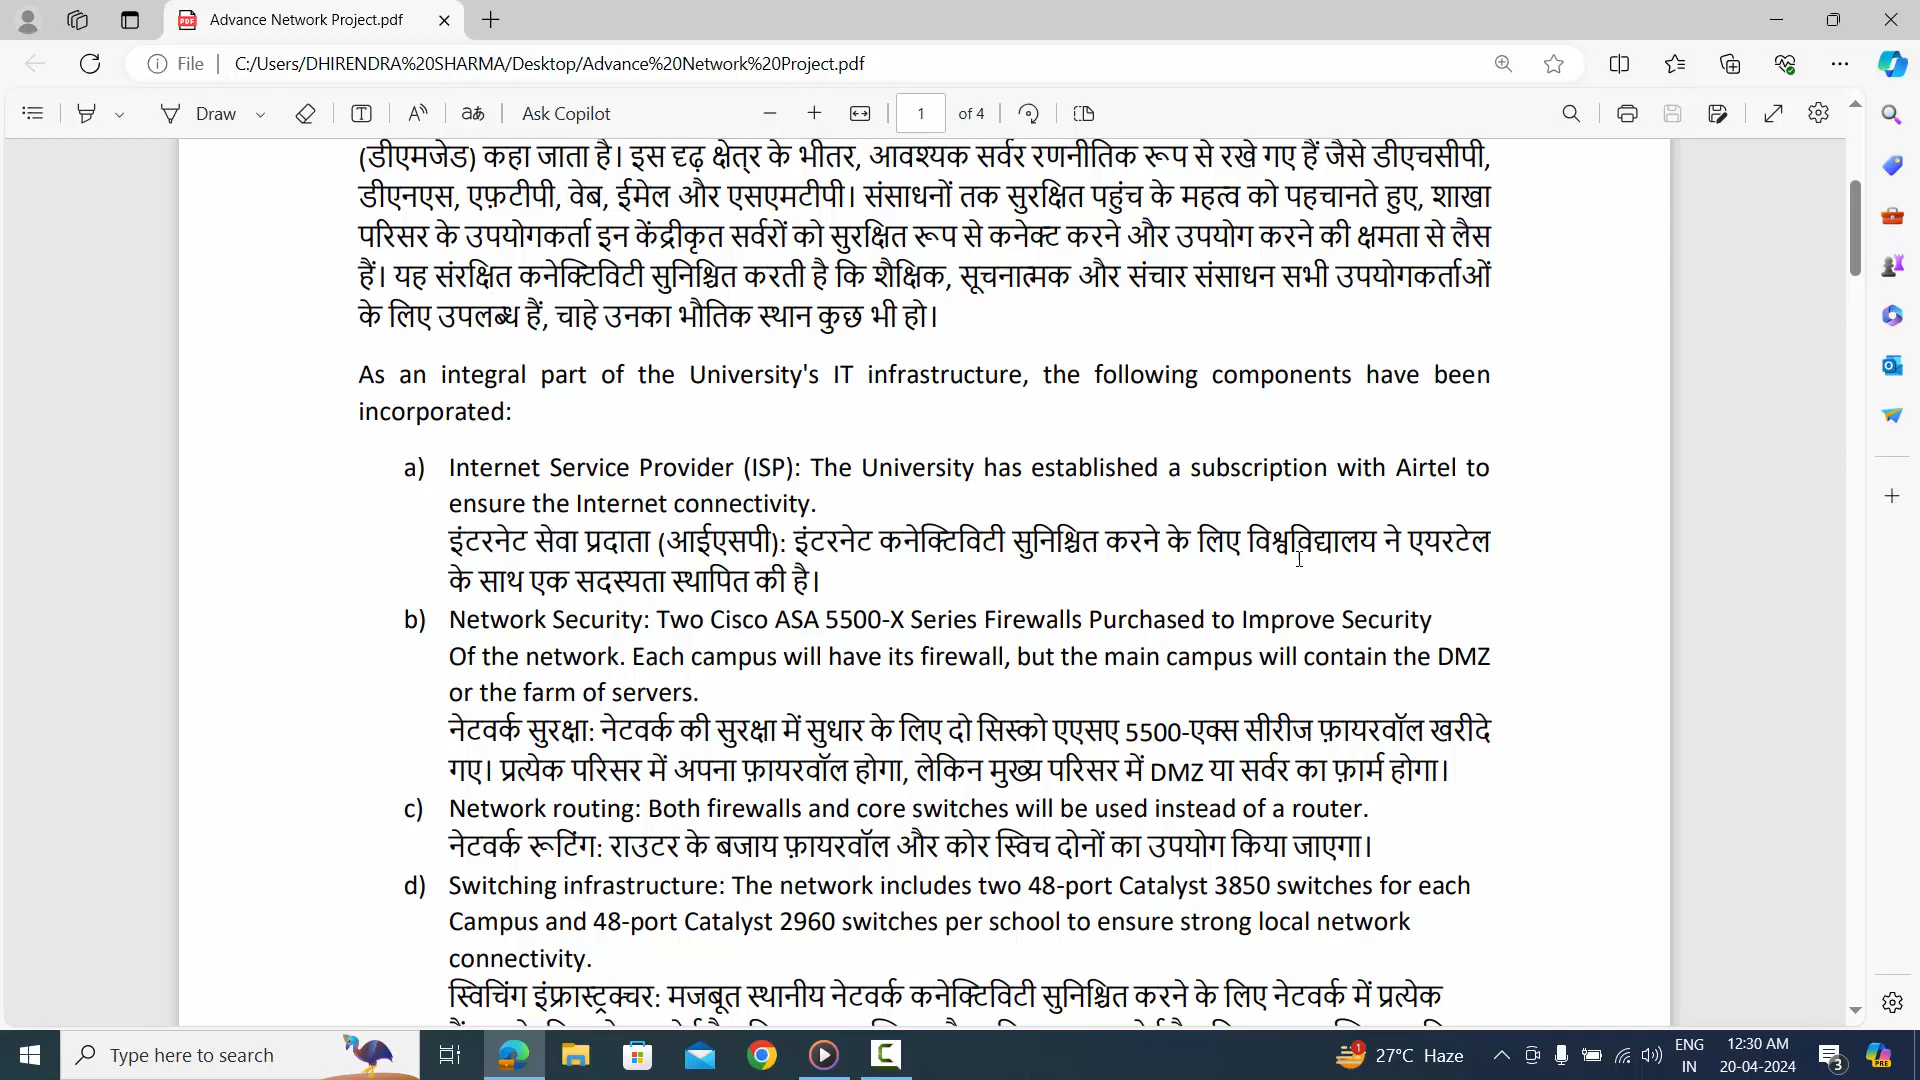 Advance Network Project.pdf
File
C:/Users/DHIRENDRA%20SHARMA/Desktop/Advance%20Network%20Project.pdf
Draw
Ask Copilot
1 of 4
(डीएमजेड) कहा जाता है। इस दृढ़ क्षेत्र के भीतर, आवश्यक सर्वर रणनीतिक रूप से रखे गए हैं जैसे डीएचसीपी,
डीएनएस, एफ़टीपी, वेब, ईमेल और एसएमटीपी। संसाधनों तक सुरक्षित पहुंच के महत्व को पहचानते हुए, शाखा
परिसर के उपयोगकर्ता इन केंद्रीकृत सर्वरों को सुरक्षित रूप से कनेक्ट करने और उपयोग करने की क्षमता से लैस
हैं। यह संरक्षित कनेक्टिविटी सुनिश्चित करती है कि शैक्षिक, सूचनात्मक और संचार संसाधन सभी उपयोगकर्ताओं
के लिए उपलब्ध हैं, चाहे उनका भौतिक स्थान कुछ भी हो।
As an integral part of the University's IT infrastructure, the following components have been
incorporated:
a) Internet Service Provider (ISP): The University has established a subscription with Airtel to
ensure the Internet connectivity.
इंटरनेट सेवा प्रदाता (आईएसपी): इंटरनेट कनेक्टिविटी सुनिश्चित करने के लिए विश्वविद्यालय ने एयरटेल
के साथ एक सदस्यता स्थापित की है।
b) Network Security: Two Cisco ASA 5500-X Series Firewalls Purchased to Improve Security
Of the network. Each campus will have its firewall, but the main campus will contain the DMZ
or the farm of servers.
नेटवर्क सुरक्षा: नेटवर्क की सुरक्षा में सुधार के लिए दो सिस्को एएसए 5500-एक्स सीरीज फ़ायरवॉल खरीदे
गए। प्रत्येक परिसर में अपना फ़ायरवॉल होगा, लेकिन मुख्य परिसर में DMZ या सर्वर का फ़ार्म होगा।
c) Network routing: Both firewalls and core switches will be used instead of a router.
नेटवर्क रूटिंग: राउटर के बजाय फ़ायरवॉल और कोर स्विच दोनों का उपयोग किया जाएगा।
d) Switching infrastructure: The network includes two 48-port Catalyst 3850 switches for each
Campus and 48-port Catalyst 2960 switches per school to ensure strong local network
connectivity.
स्विचिंग इंफ्रास्ट्रक्चर: मजबूत स्थानीय नेटवर्क कनेक्टिविटी सुनिश्चित करने के लिए नेटवर्क में प्रत्येक
Type here to search
27°C Haze
ENG
IN
12:30 AM
20-04-2024
3